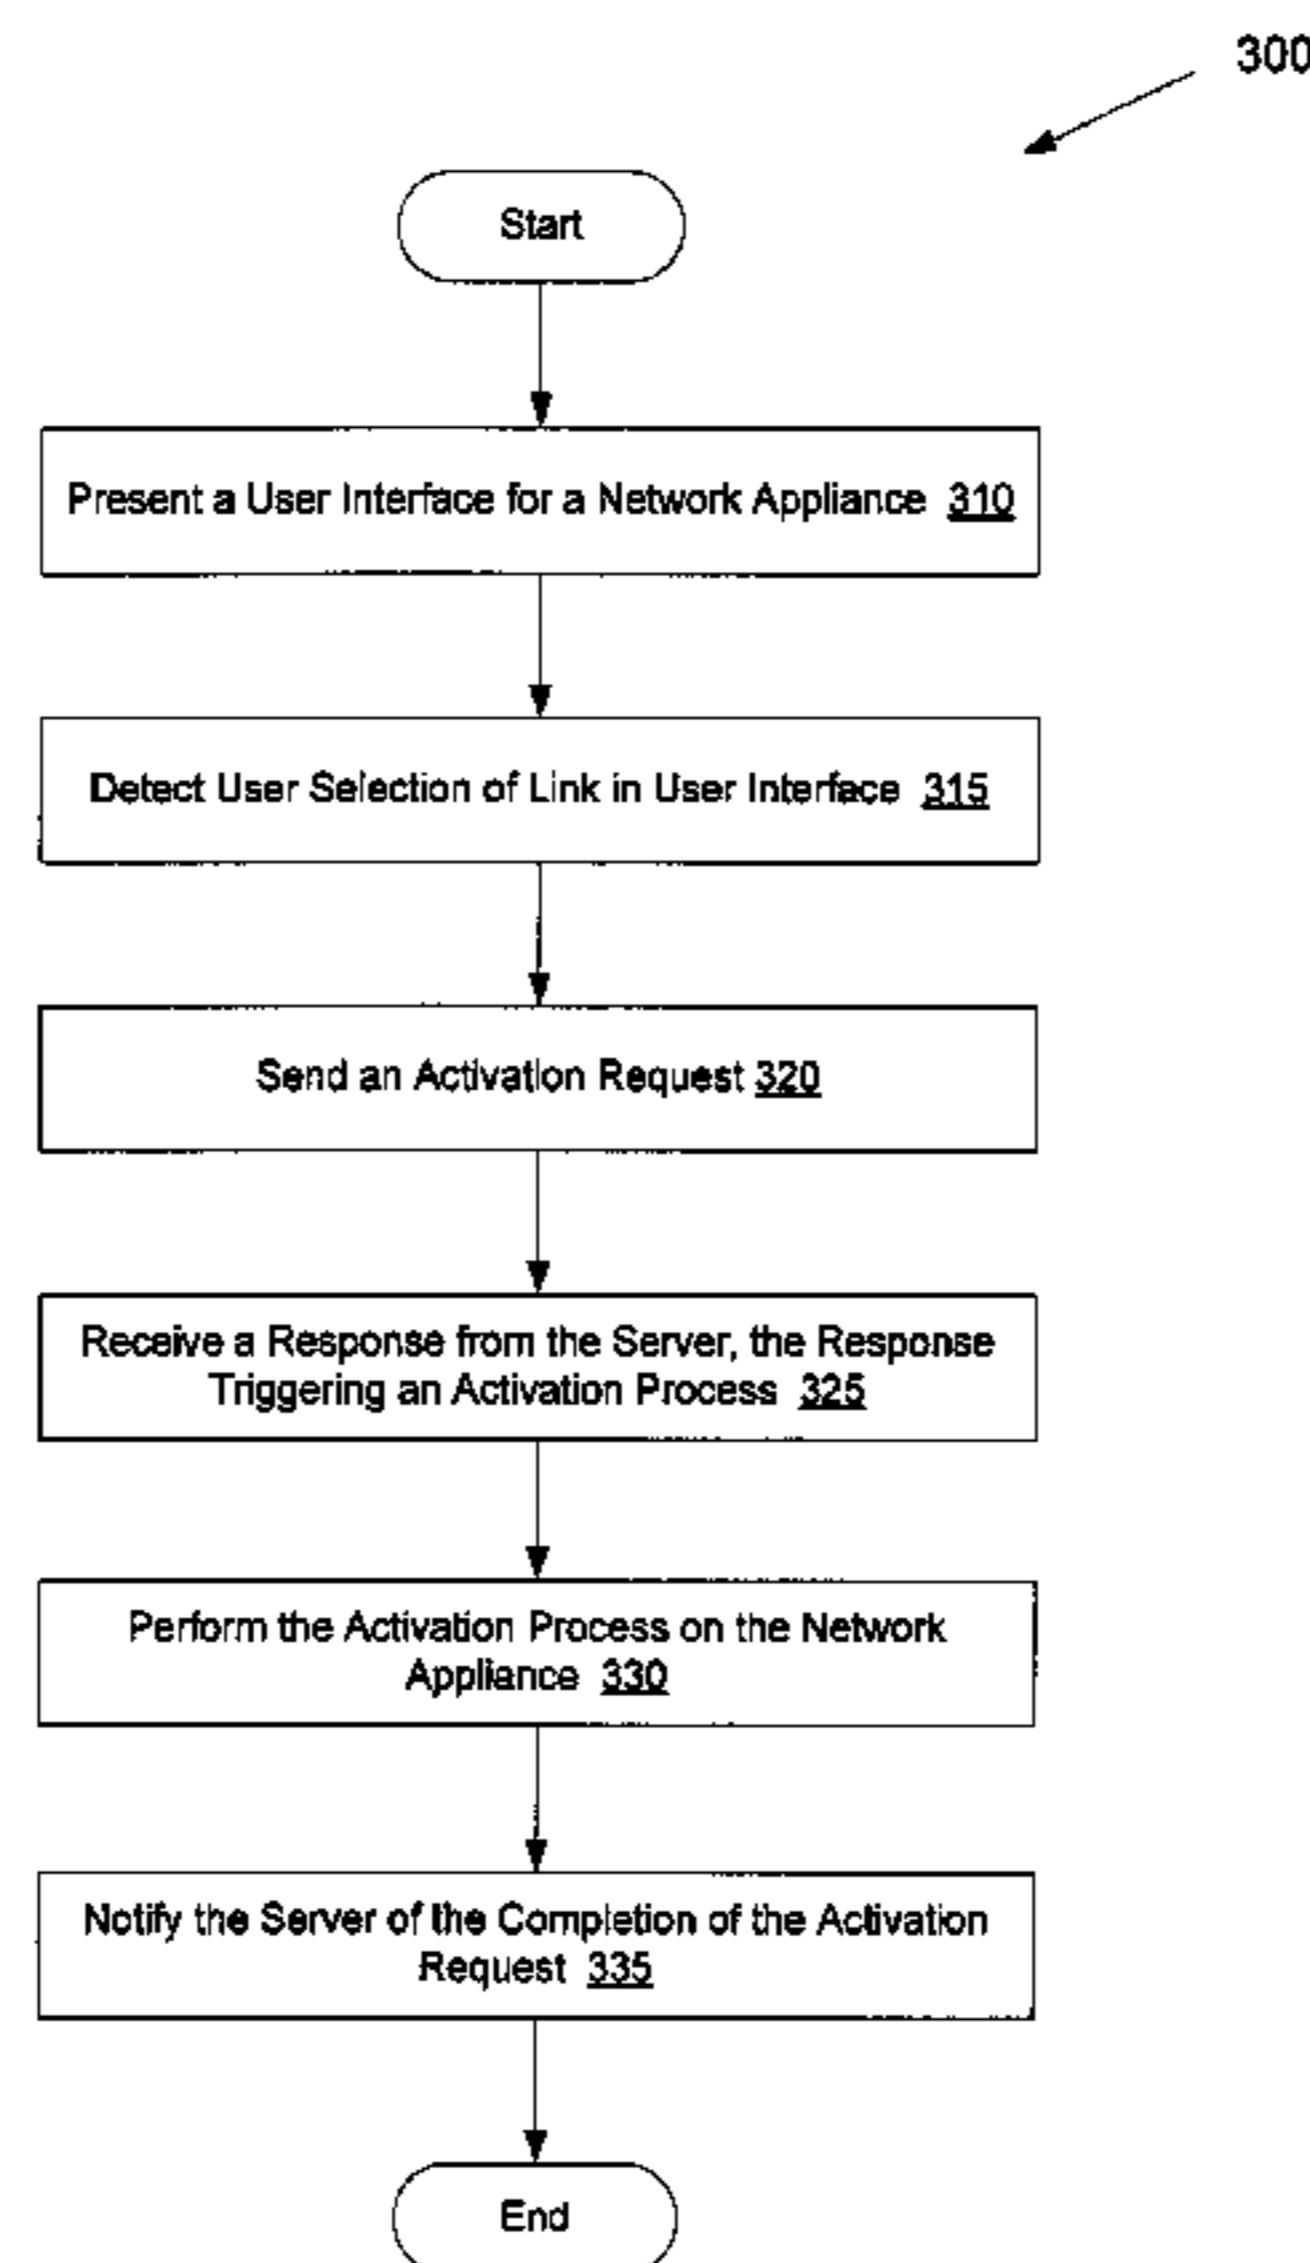 300
Start
Present a User Interface for a Network Appliance 310
Detect User Selection of Link in User Interface 315
Send an Activation Request 320
Receive a Response from the Server, the Response
Triggering an Activation Process 325
Perform the Activation Process on the Network
Appliance 330
Notify the Server of the Completion of the Activation
Request 335
End